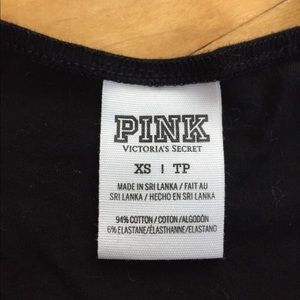 PINK
VICTORIA'S SECRET
XS | TP
MADE IN SRI LANKA / FAIT AU
SRI LANKA / HECHO EN SRI LANKA
94% COTTON / COTON / ALGODÓN
6% ELASTANE / ÉLASTHANNE / ELASTANO